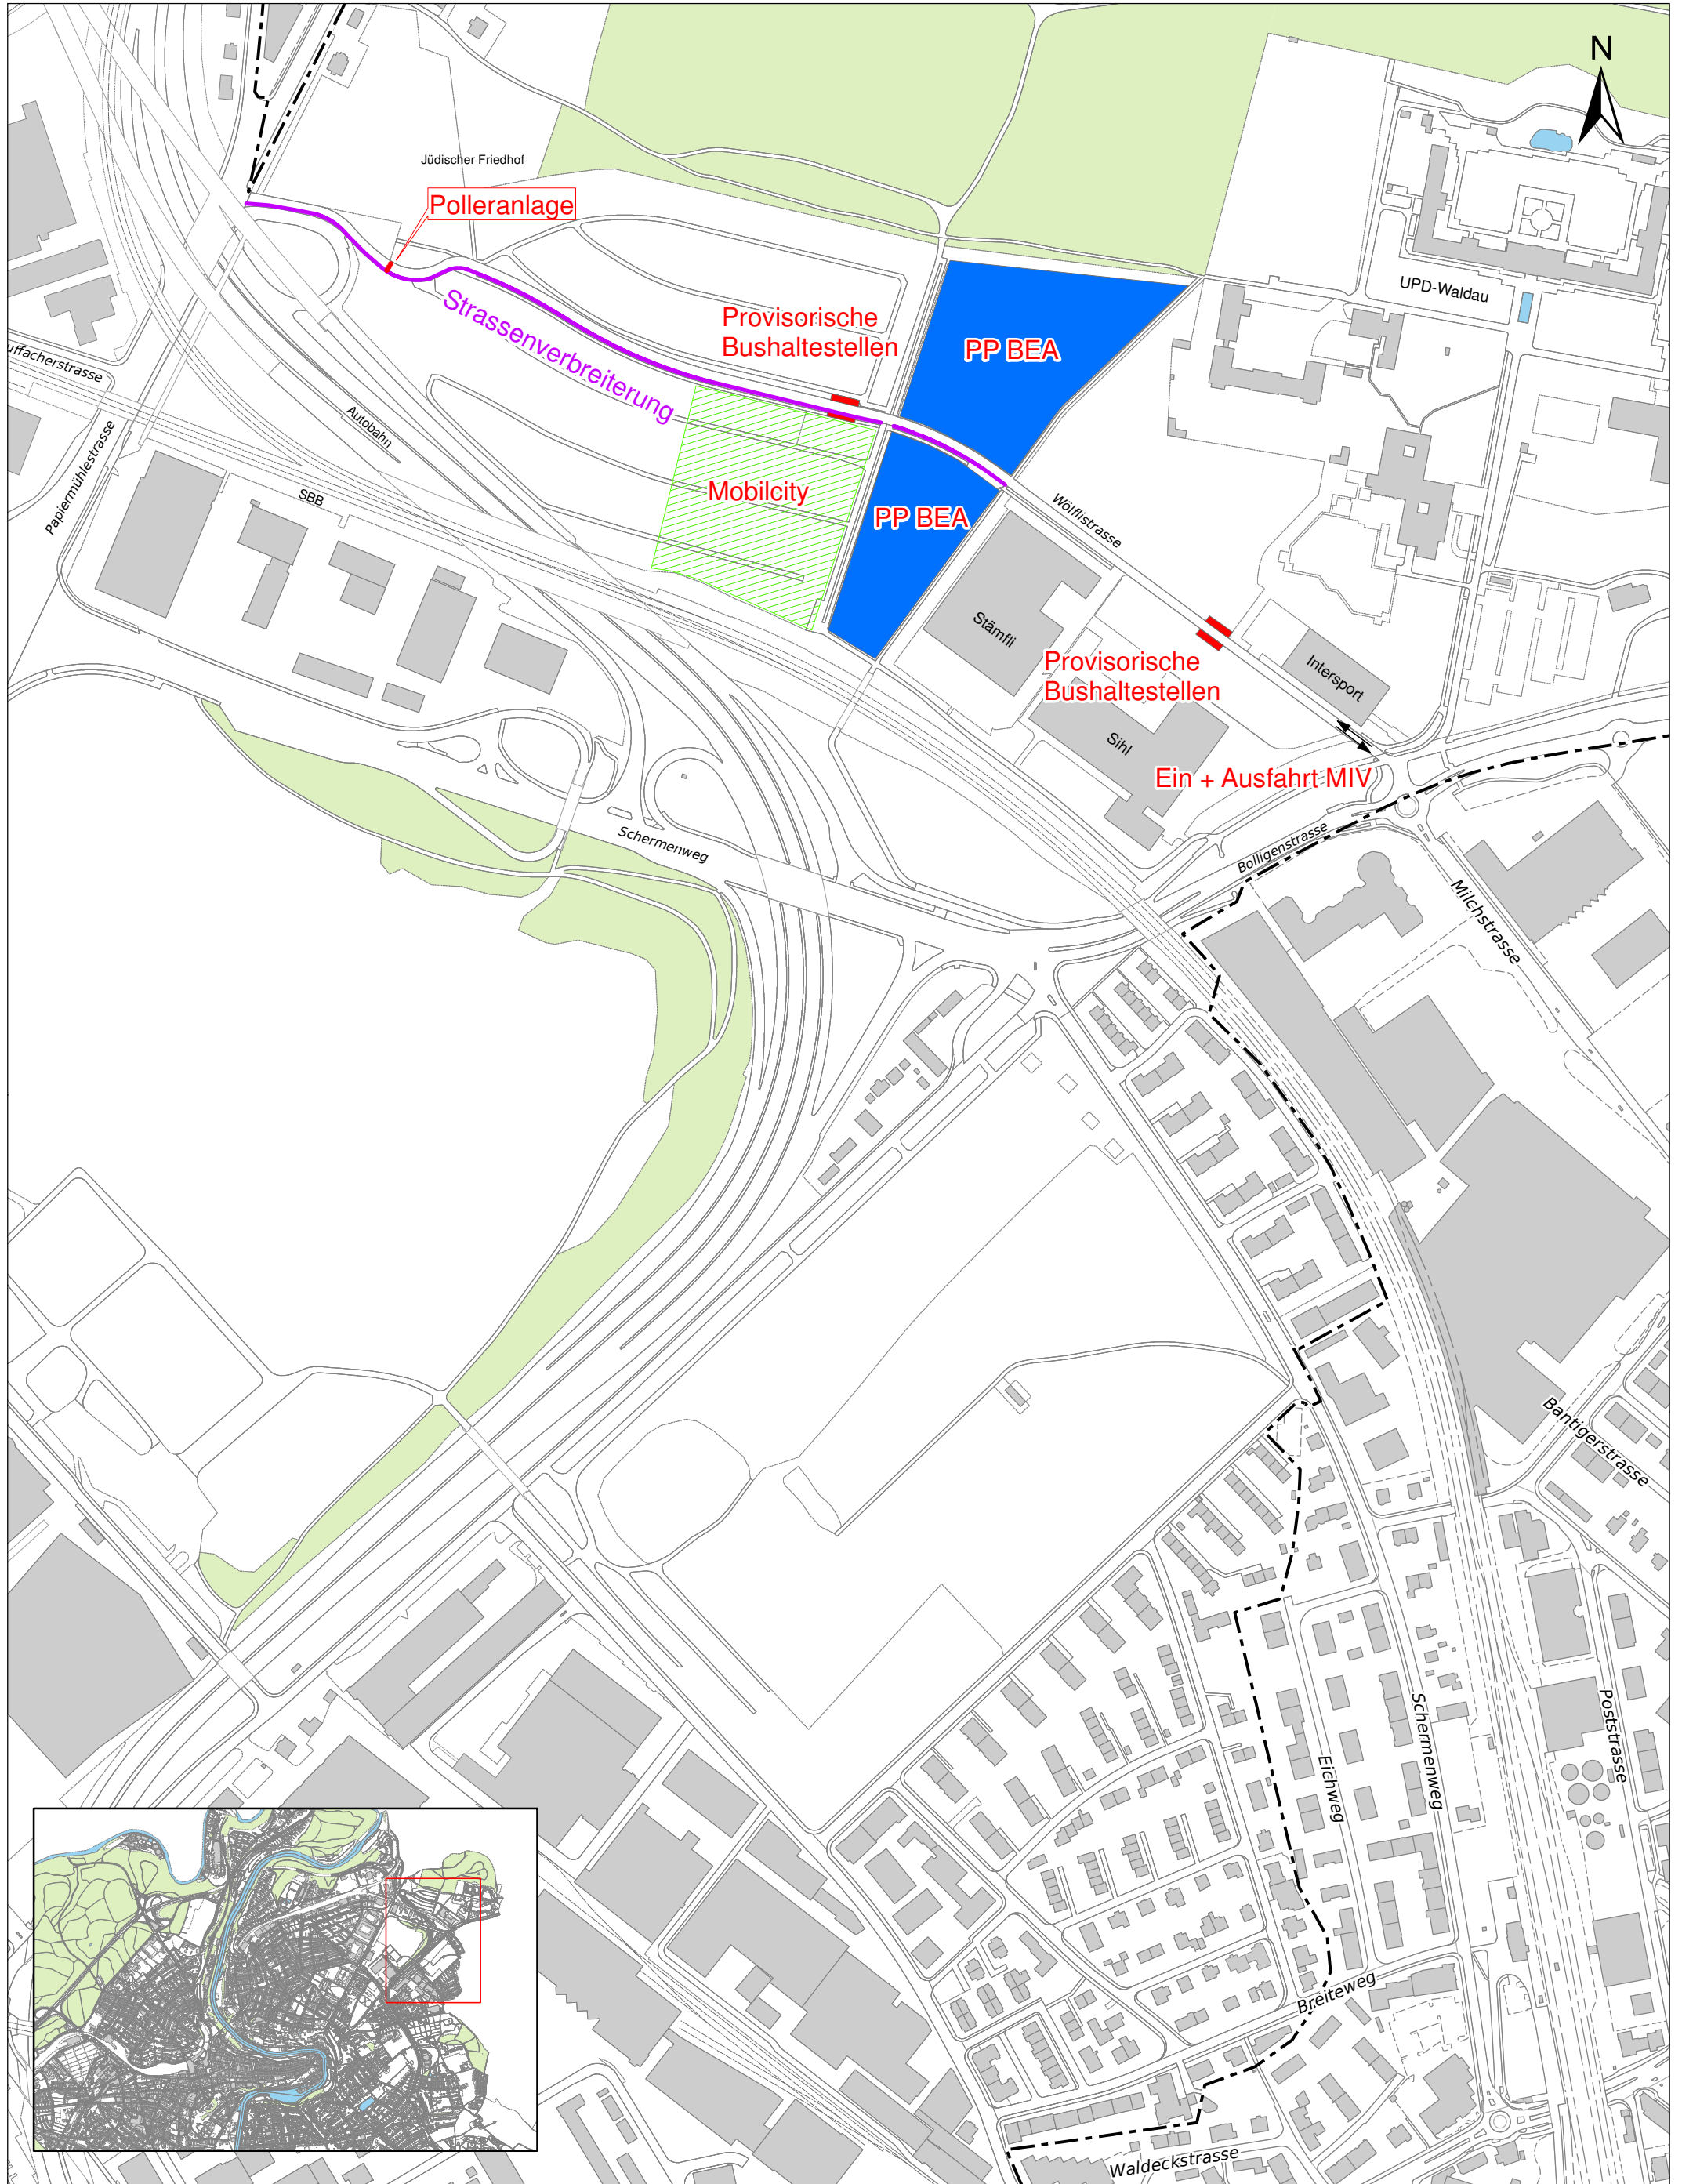 N
Jüdischer Friedhof
Polleranlage
UPD-Waldau
Strassenverbreiterung
Provisorische
Bushaltestellen
PP BEA
uffacherstrasse
Autobahn
Papiermühlestrasse
SBB
Mobilcity
PP BEA
Wölflistrasse
Stämfli
Provisorische
Bushaltestellen
Intersport
Sihl
Ein + Ausfahrt MIV
Schermenweg
Bolligenstrasse
Milchstrasse
Bantigerstrasse
Schermenweg
Poststrasse
Eichweg
Breiteweg
Waldeckstrasse